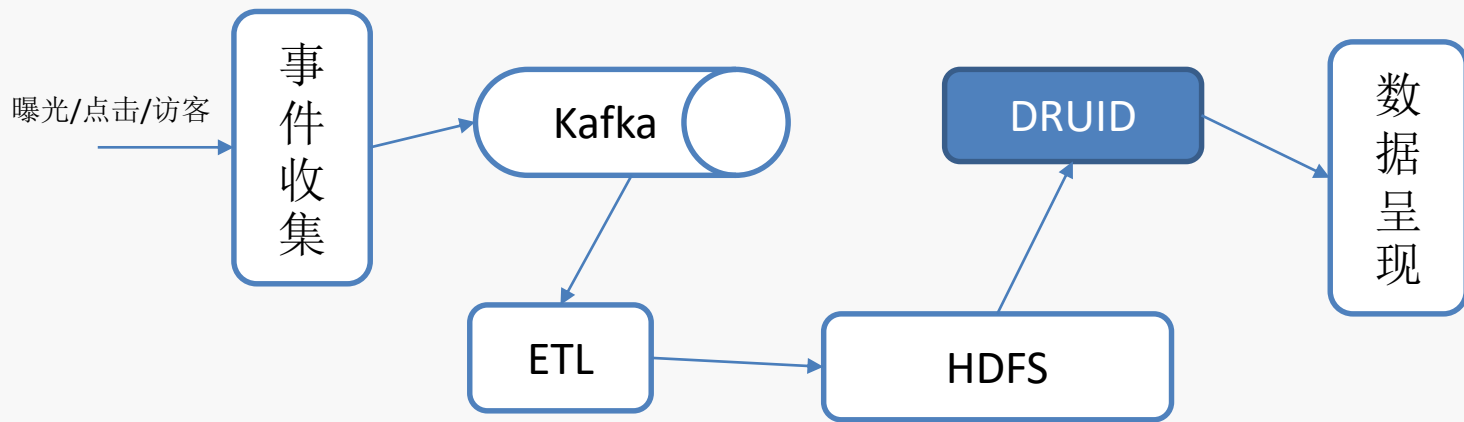 曝光/点击/访客
事件收集
Kafka
ETL
HDFS
DRUID
数据呈现